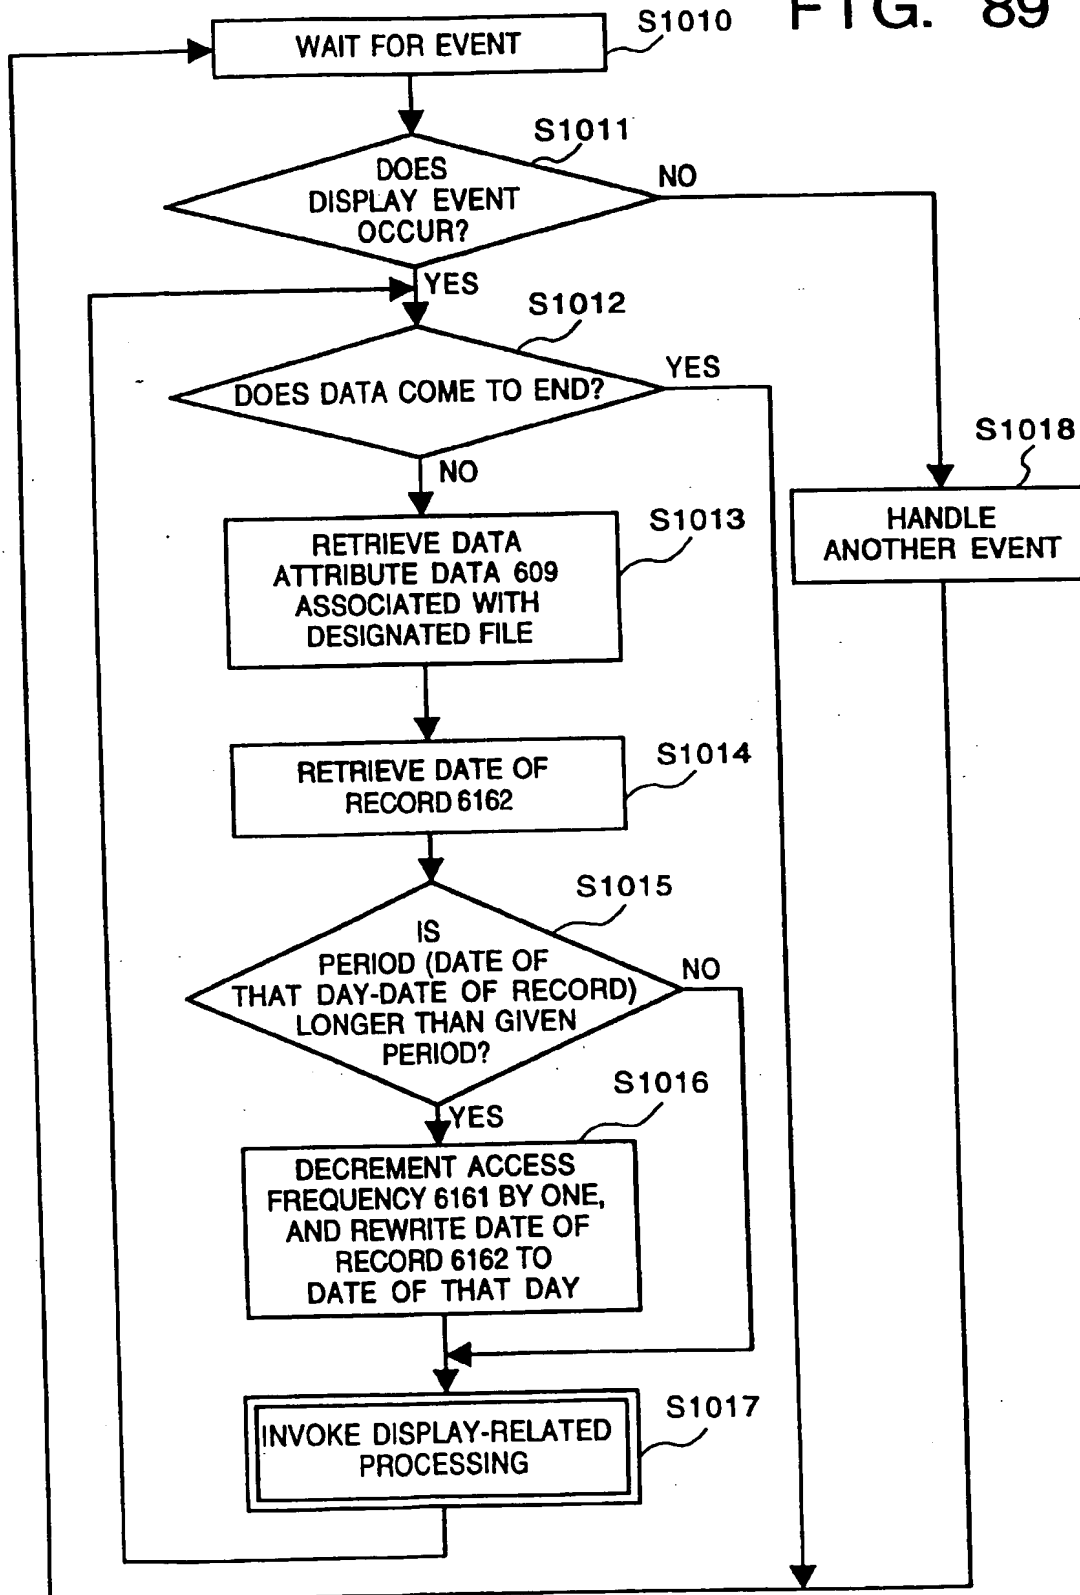 FIG. 89
S1010
WAIT FOR EVENT
S1011
DOES
DISPLAY EVENT
OCCUR?
NO
YES
S1012
DOES DATA COME TO END?
YES
NO
S1018
HANDLE
ANOTHER EVENT
S1013
RETRIEVE DATA
ATTRIBUTE DATA 609
ASSOCIATED WITH
DESIGNATED FILE
S1014
RETRIEVE DATE OF
RECORD 6162
S1015
IS
PERIOD (DATE OF
THAT DAY-DATE OF RECORD)
LONGER THAN GIVEN
PERIOD?
NO
YES
S1016
DECREMENT ACCESS
FREQUENCY 6161 BY ONE,
AND REWRITE DATE OF
RECORD 6162 TO
DATE OF THAT DAY
S1017
INVOKE DISPLAY-RELATED
PROCESSING